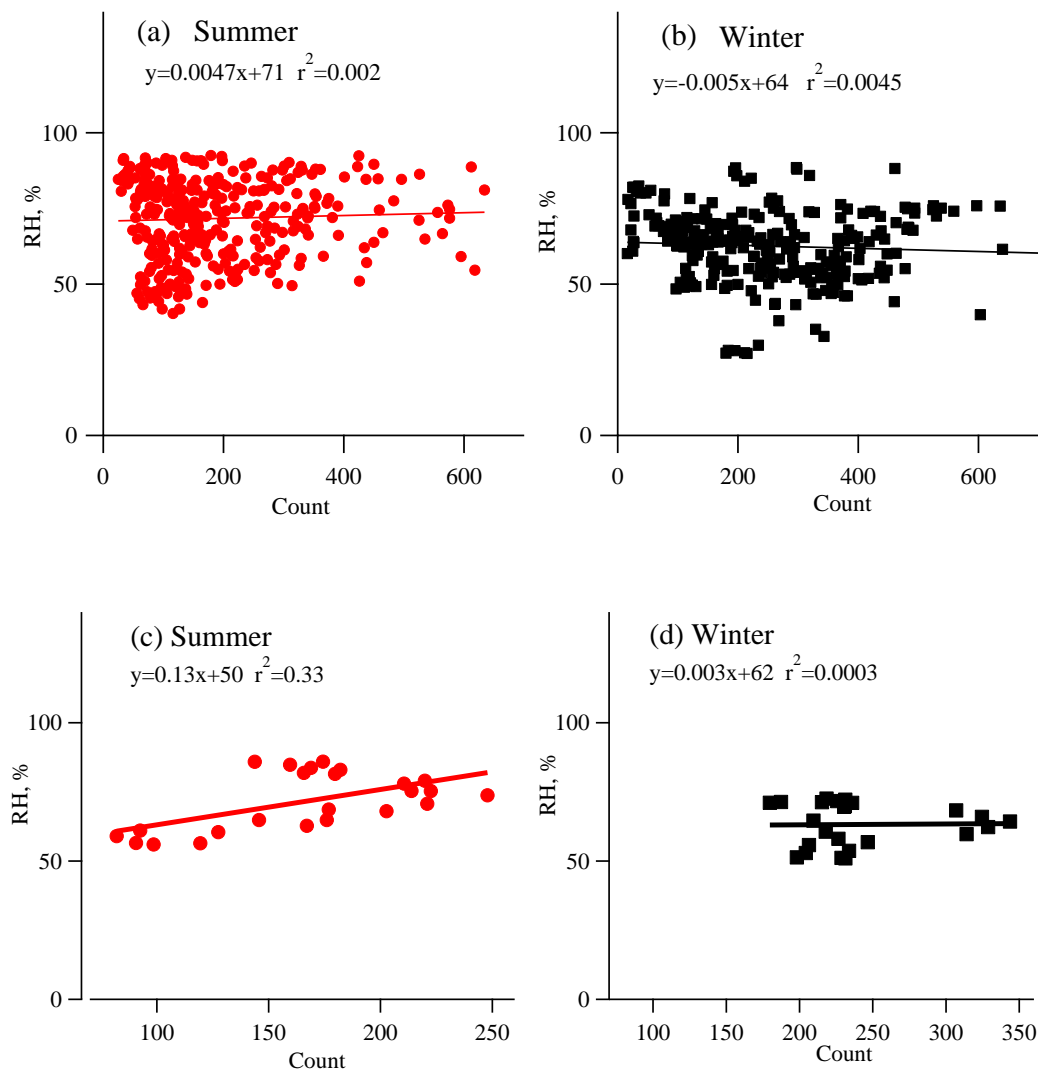 (a) Summer
y=0.0047x+71 r²=0.002
100
50
0
RH, %
0 200 400 600
Count
(b) Winter
y=-0.005x+64 r²=0.0045
100
50
0
RH, %
0 200 400 600
Count
(c) Summer
y=0.13x+50 r²=0.33
100
50
0
RH, %
100 150 200 250
Count
(d) Winter
y=0.003x+62 r²=0.0003
100
50
0
RH, %
100 150 200 250 300 350
Count